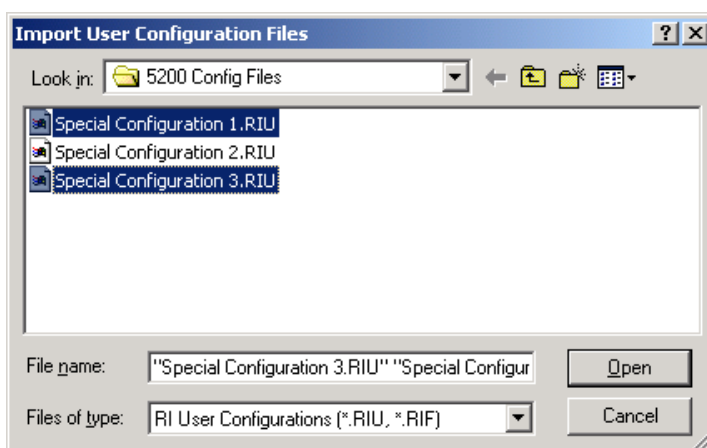 Import User Configuration Files
Look in: 5200 Config Files
Special Configuration 1.RIU
Special Configuration 2.RIU
Special Configuration 3.RIU
File name: "Special Configuration 3.RIU" "Special Configur Open
Files of type: RI User Configurations (*.RIU, *.RIF) Cancel